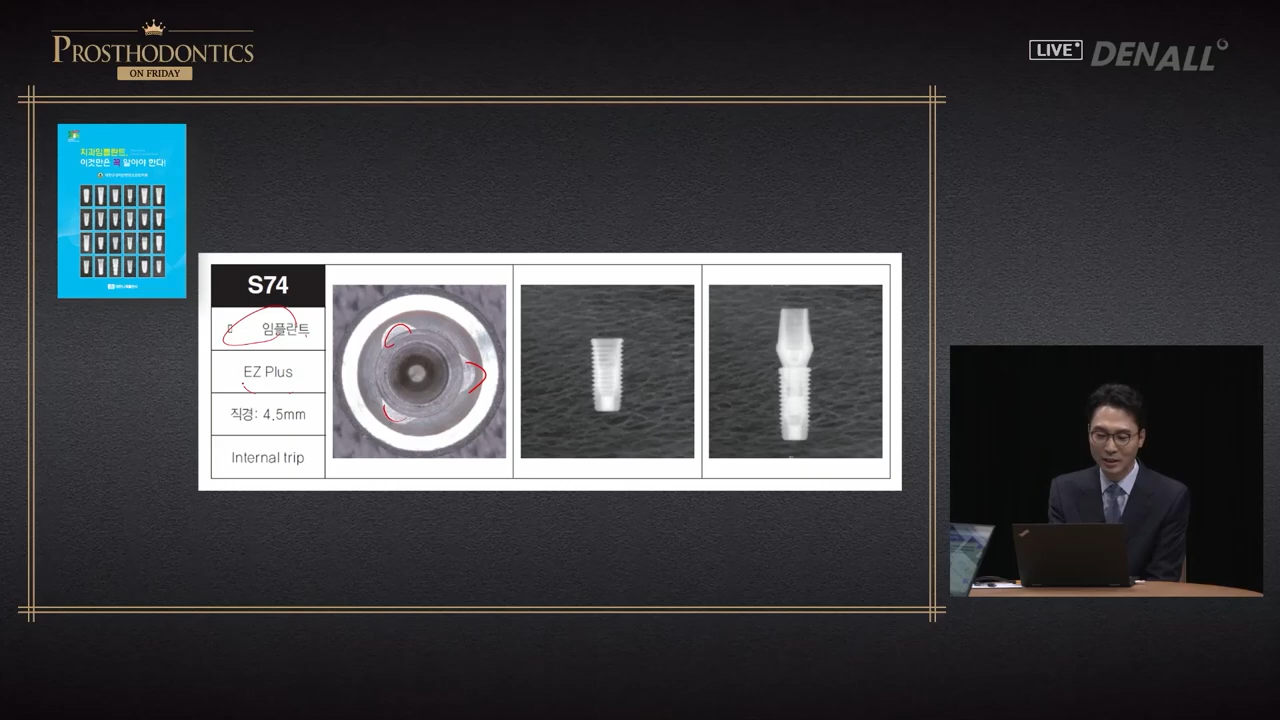 PROSTHODONTICS
ON FRIDAY
LIVE
DENALL
지과임플란트,
이것만은 꼭 알아야 한다!
S74
임플란트
EZ Plus
직경: 4.5mm
Internal trip